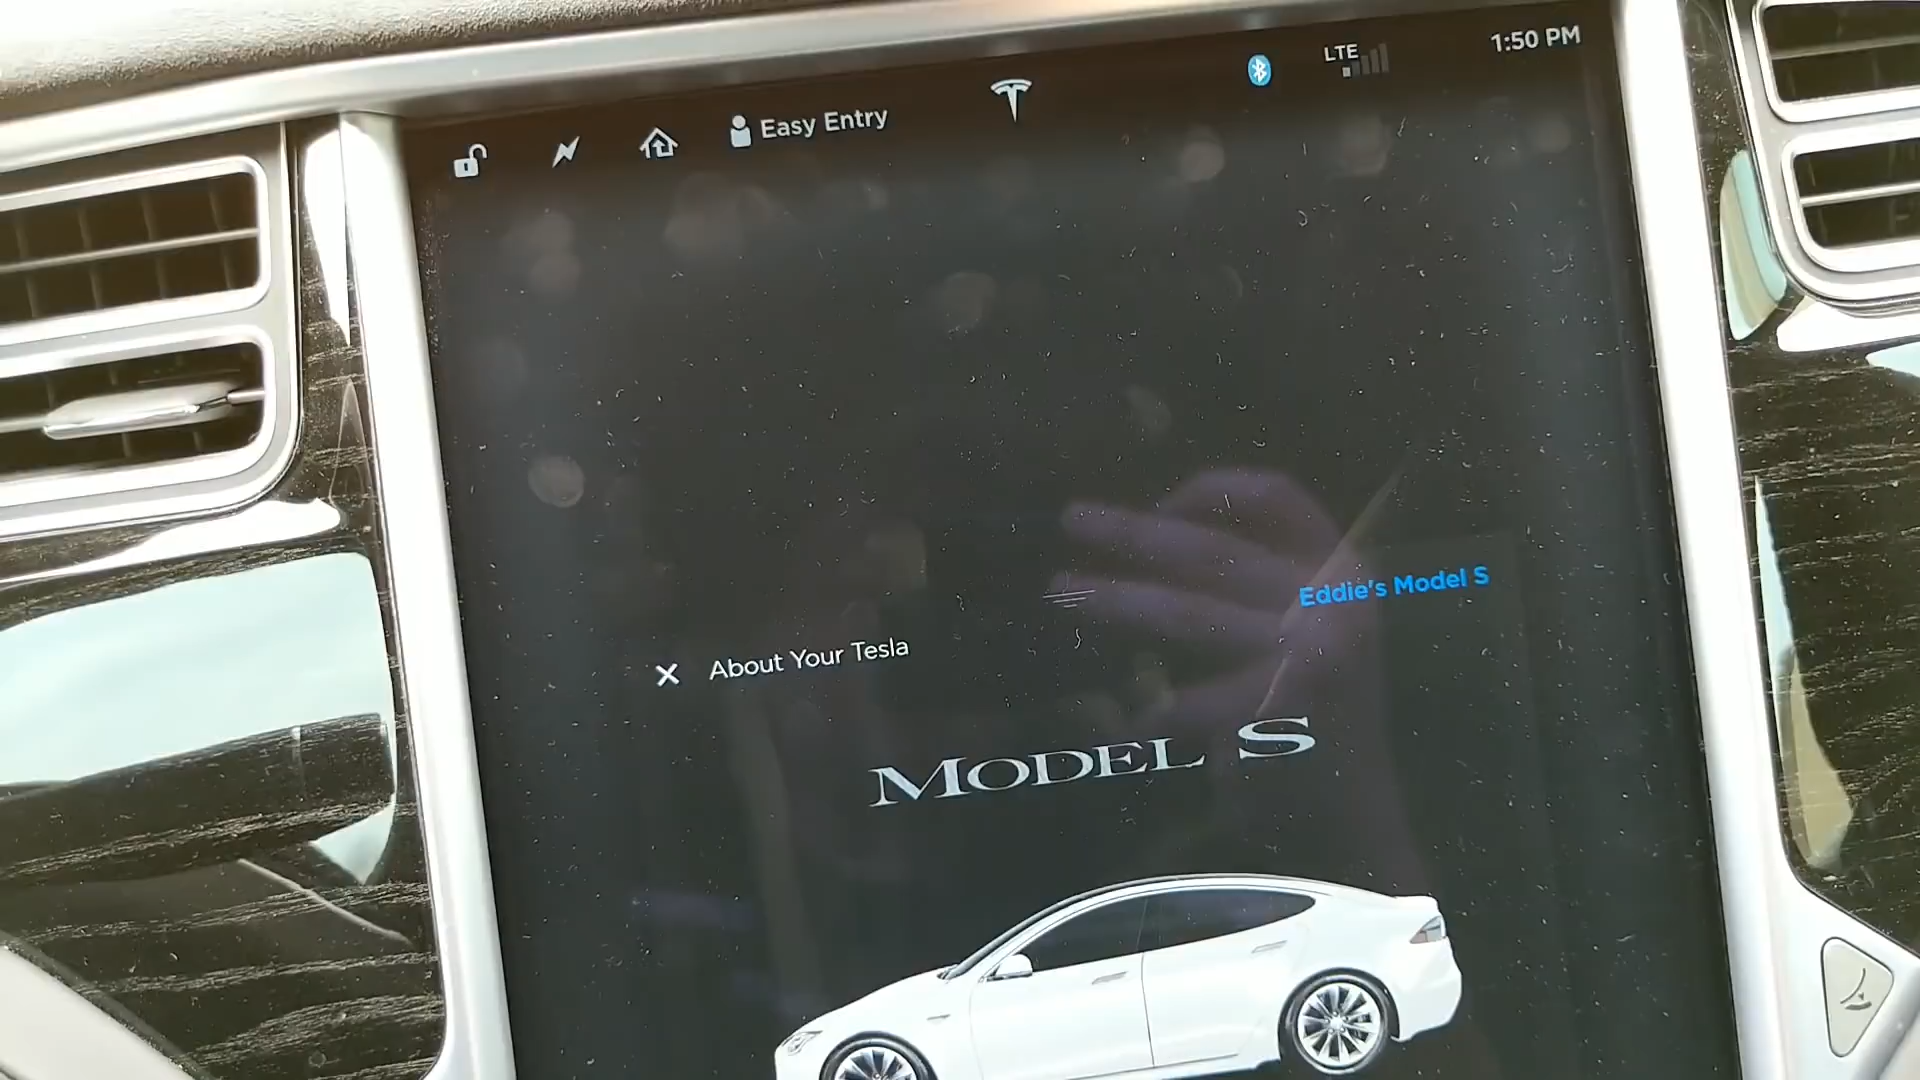 Easy Entry
LTE
1:50 PM
Eddie's Model S
About Your Tesla
MODEL S